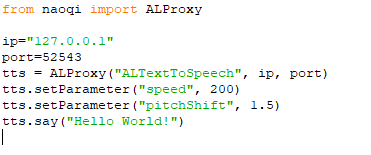 from naoqi import ALProxy
ip="127.0.0.1"
port=52543
tts = ALProxy("ALTextToSpeech", ip, port)
tts.setParameter("speed", 200)
tts.setParameter("pitchShift", 1.5)
tts.say("Hello World!")